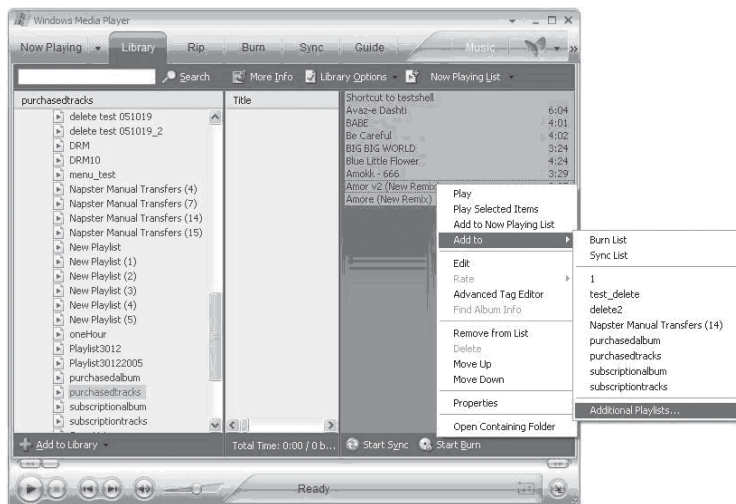 Windows Media Player
Now Playing Library Rip Burn Sync Guide Music
Search More Info Library Options Now Playing List
purchasedtracks
delete test 051019
delete test 051019_2
DRM
DRM10
menu_test
Napster Manual Transfers (4)
Napster Manual Transfers (7)
Napster Manual Transfers (14)
Napster Manual Transfers (15)
New Playlist
New Playlist (1)
New Playlist (2)
New Playlist (3)
New Playlist (4)
New Playlist (5)
oneHour
Playlist3012
Playlist30122005
purchasedalbum
purchasedtracks
subscriptionalbum
subscriptiontracks
Title
Shortcut to testshell
Avaz-e Dashti 6:04
BABE 4:01
Be Careful 4:02
BIG BIG WORLD 3:24
Blue Little Flower 4:24
Amokk - 666 3:29
Amor v2 (New Remix)
Amore (New Remix)
Play
Play Selected Items
Add to Now Playing List
Add to
Edit
Rate
Advanced Tag Editor
Find Album Info
Remove from List
Delete
Move Up
Move Down
Properties
Open Containing Folder
Burn List
Sync List
1
test_delete
delete2
Napster Manual Transfers (14)
purchasedalbum
purchasedtracks
subscriptionalbum
subscriptiontracks
Additional Playlists...
Add to Library Total Time: 0:00 / 0 b... Start Sync Start Burn
Ready